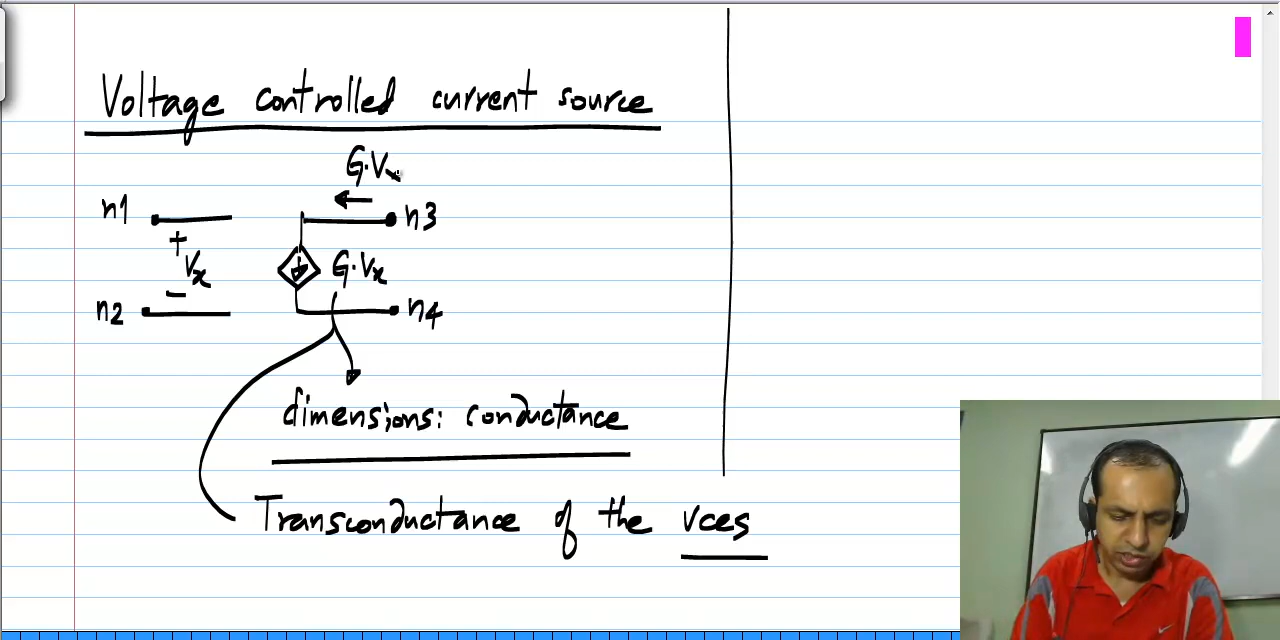 Voltage controlled current source
G·Vx
n1
n3
+
Vx
-
G·Vx
n2
n4
dimensions: conductance
Transconductance of the vccs